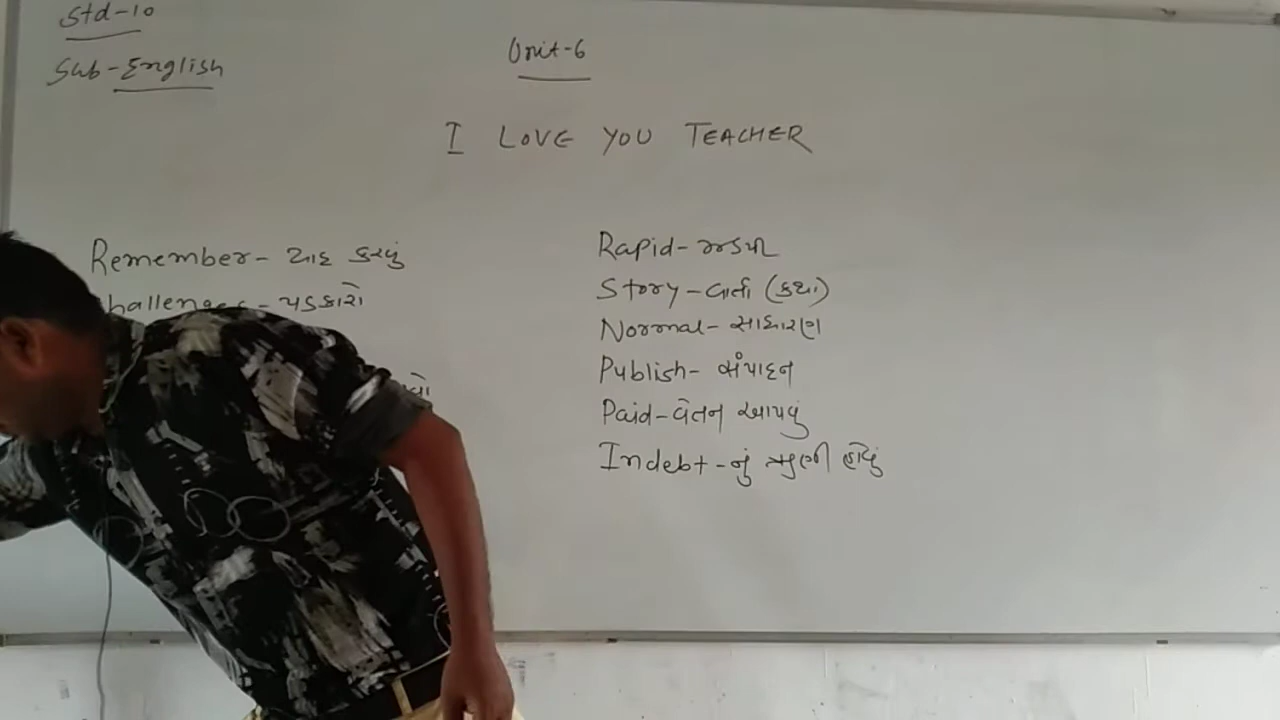 Std-10
Sub-English
Unit-6
I LOVE YOU TEACHER
Remember- યાદ કરવું
challenges - પડકારો
Rapid- ઝડપી
Story- વાર્તા (કથા)
Normal- સાધારણ
Publish- સંપાદન
Paid- વેતન આપવું
Indebt - નું ઋણી હોવું